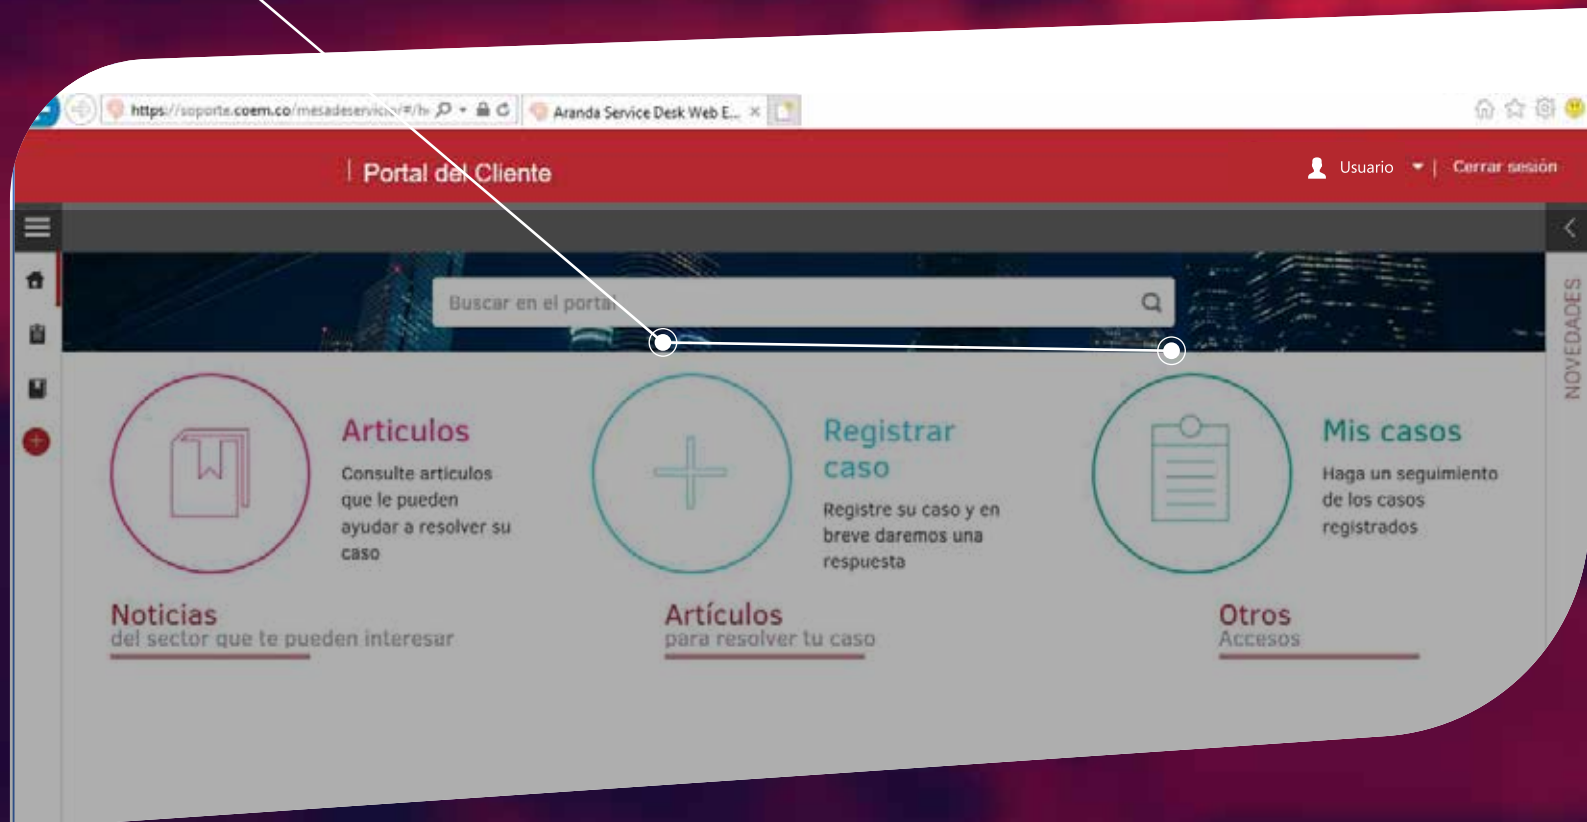 https://soporte.coem.co/mesadeservicio/#/h
Aranda Service Desk Web E...
Portal del Cliente
Usuario
Cerrar sesión
NOVEDADES
Buscar en el portal
Articulos
Consulte articulos
que le pueden
ayudar a resolver su
caso
Registrar
caso
Registre su caso y en
breve daremos una
respuesta
Mis casos
Haga un seguimiento
de los casos
registrados
Noticias
del sector que te pueden interesar
Artículos
para resolver tu caso
Otros
Accesos